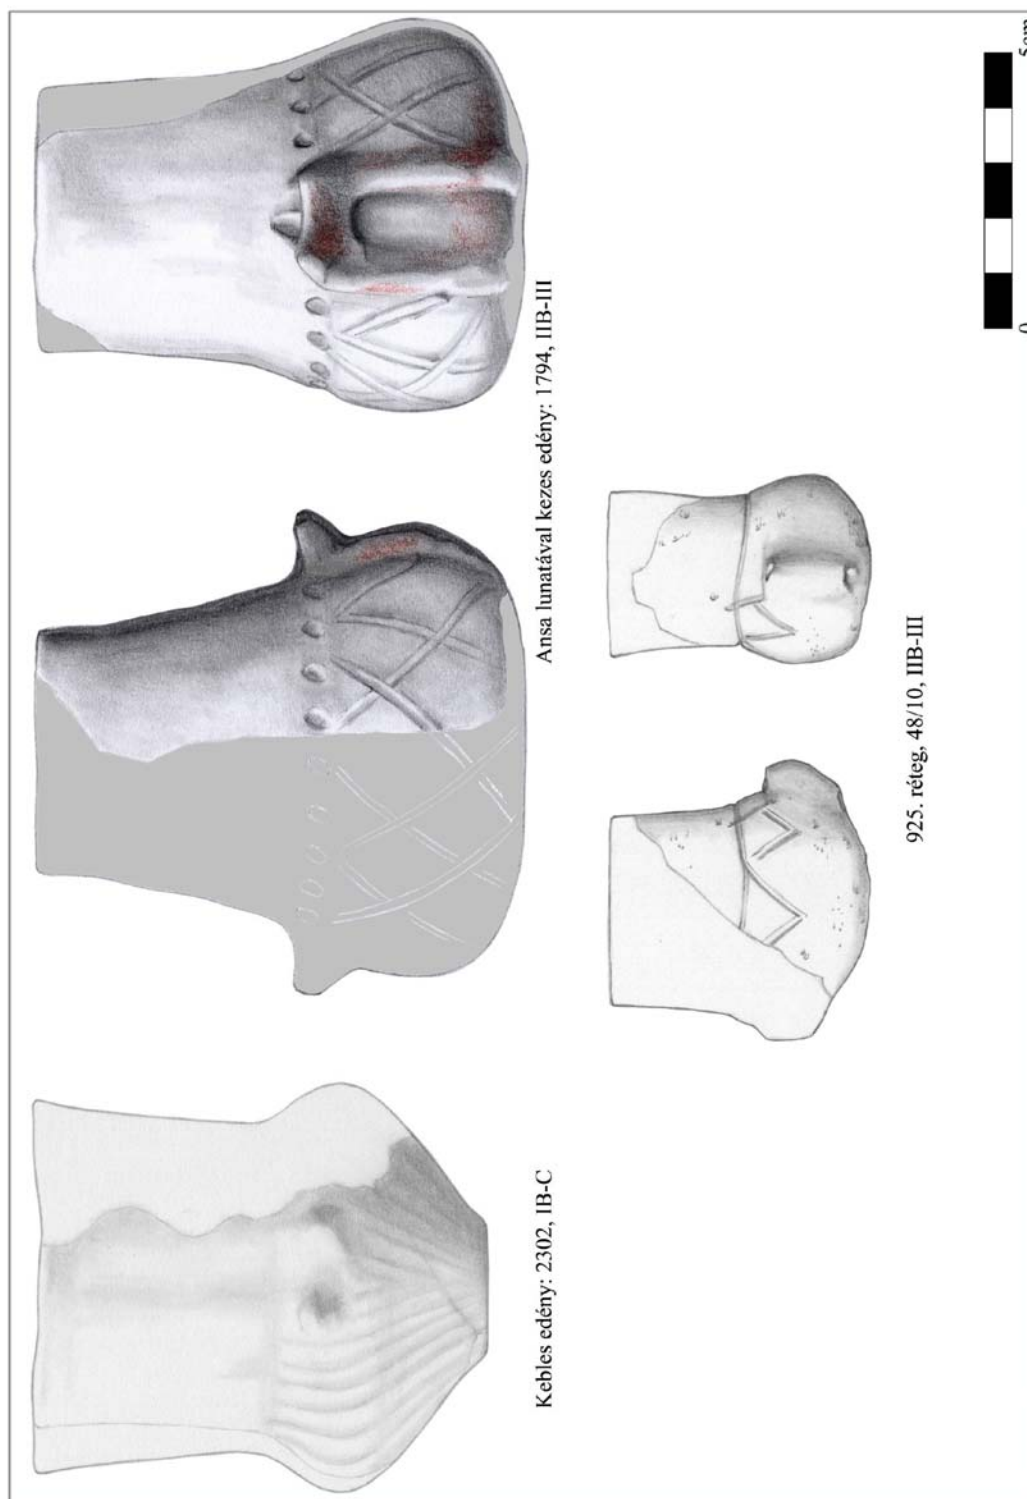 Kebles edény: 2302, IB-C
Ansa lunatával kezes edény: 1794, IIB-III
925. réteg, 48/10, IIB-III
0
5cm